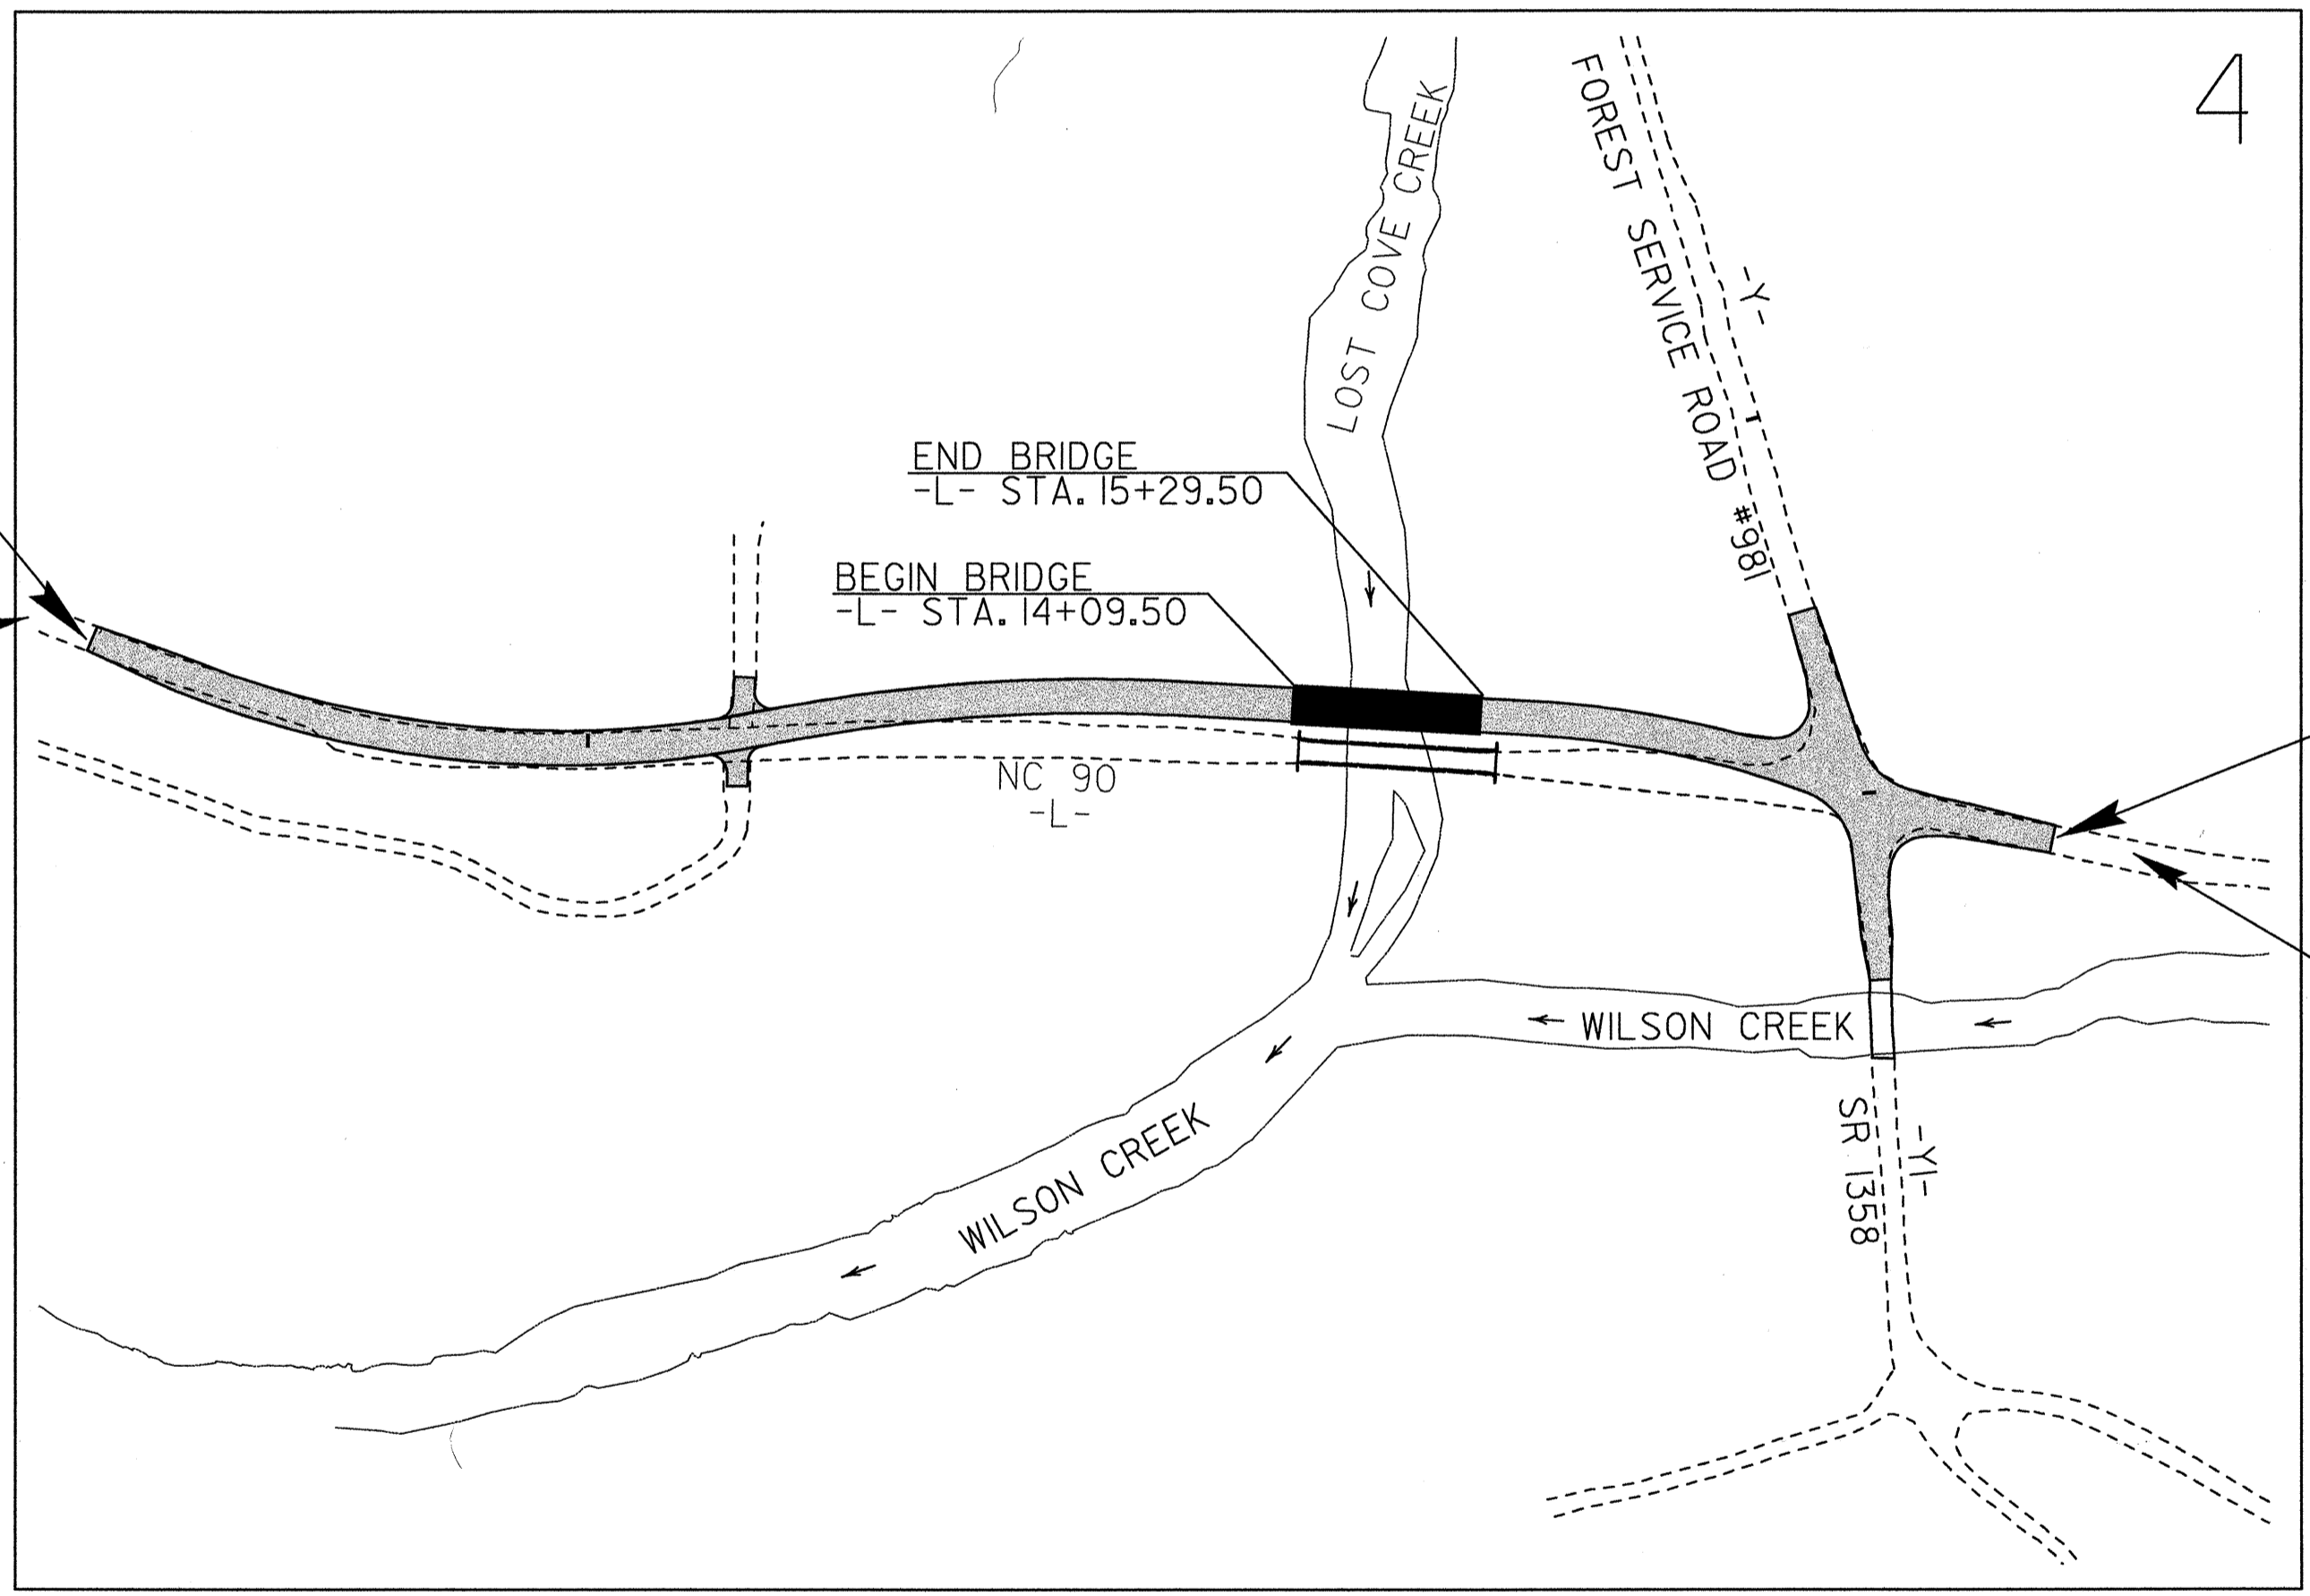 4
LOST COVE CREEK
FOREST SERVICE ROAD #981
-Y-
END BRIDGE
-L- STA. 15+29.50
BEGIN BRIDGE
-L- STA. 14+09.50
NC 90
-L-
WILSON CREEK
WILSON CREEK
SR 1358
-Y1-